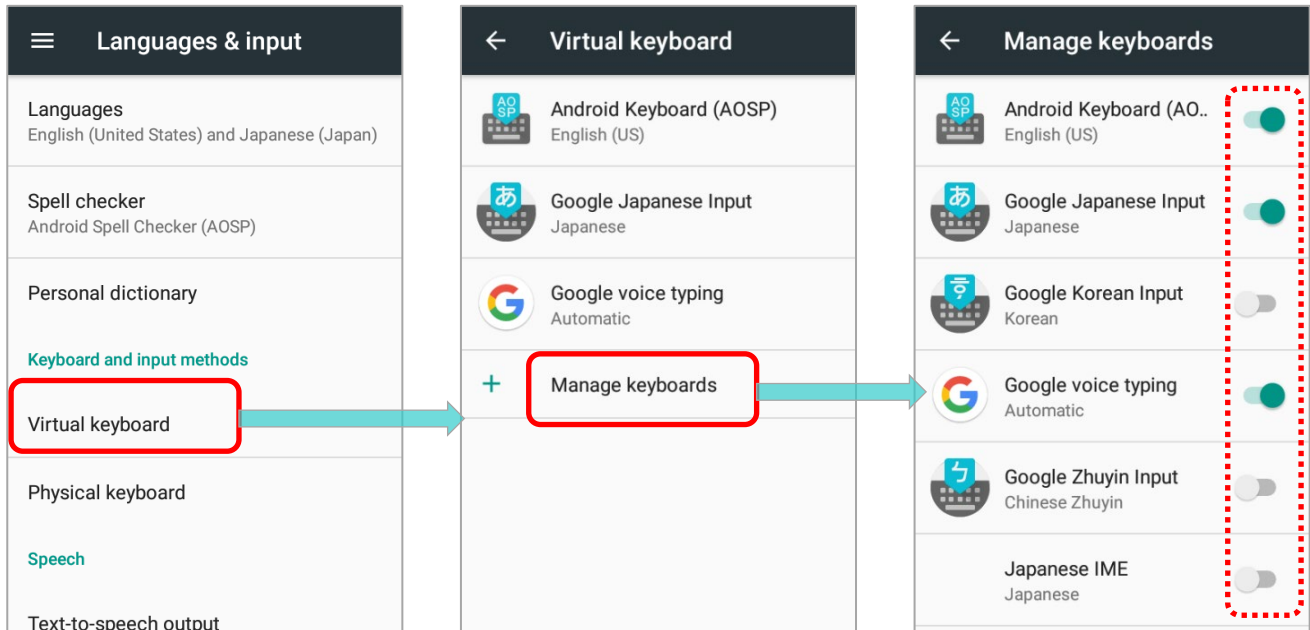 Languages & input
Languages
English (United States) and Japanese (Japan)
Spell checker
Android Spell Checker (AOSP)
Personal dictionary
Keyboard and input methods
Virtual keyboard
Physical keyboard
Speech
Text-to-speech output
Virtual keyboard
AO
SP
Android Keyboard (AOSP)
English (US)
あ
Google Japanese Input
Japanese
G
Google voice typing
Automatic
+
Manage keyboards
Manage keyboards
AO
SP
Android Keyboard (AO..
English (US)
あ
Google Japanese Input
Japanese
ㅎ
Google Korean Input
Korean
G
Google voice typing
Automatic
ㄅ
Google Zhuyin Input
Chinese Zhuyin
Japanese IME
Japanese